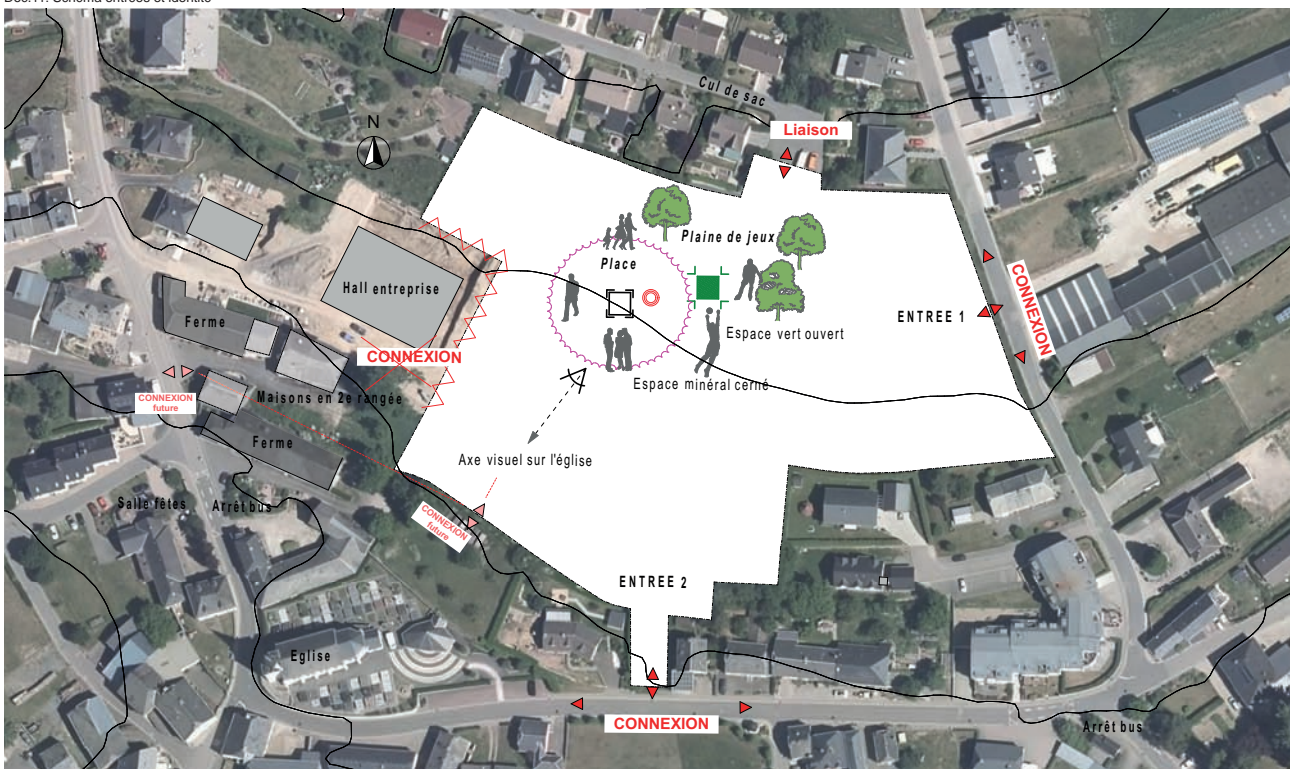 Cul de sac
Liaison
N
Plaine de jeux
Place
CONNEXION
Hall entreprise
Ferme
ENTREE 1
Espace vert ouvert
CONNEXION
Espace minéral cerné
Maisons en 2e rangée
CONNEXION
future
Ferme
Axe visuel sur l'église
Salle fêtes
Arrêt bus
CONNEXION
future
ENTREE 2
Eglise
CONNEXION
Arrêt bus